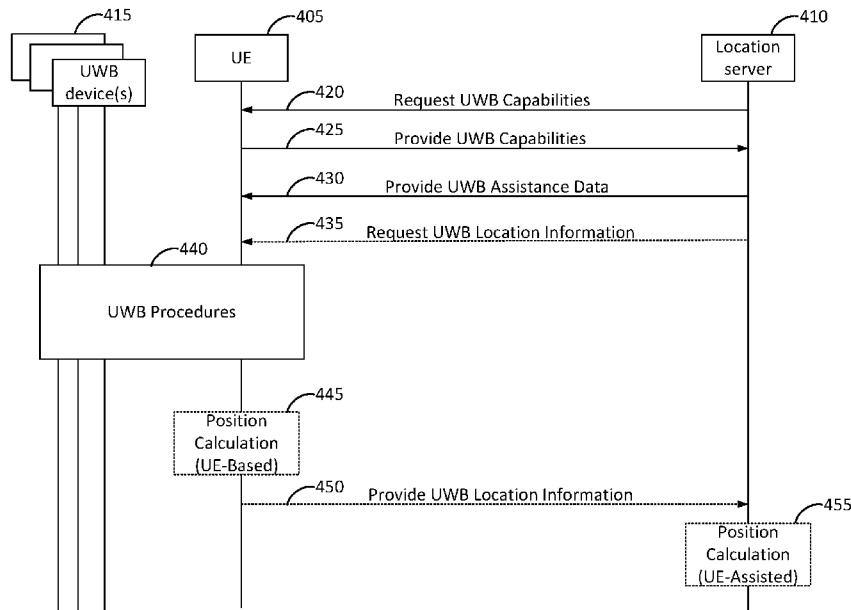 415
405
410
UWB
device(s)
UE
Location
server
420
Request UWB Capabilities
425
Provide UWB Capabilities
430
Provide UWB Assistance Data
435
Request UWB Location Information
440
UWB Procedures
445
Position
Calculation
(UE-Based)
450
Provide UWB Location Information
455
Position
Calculation
(UE-Assisted)